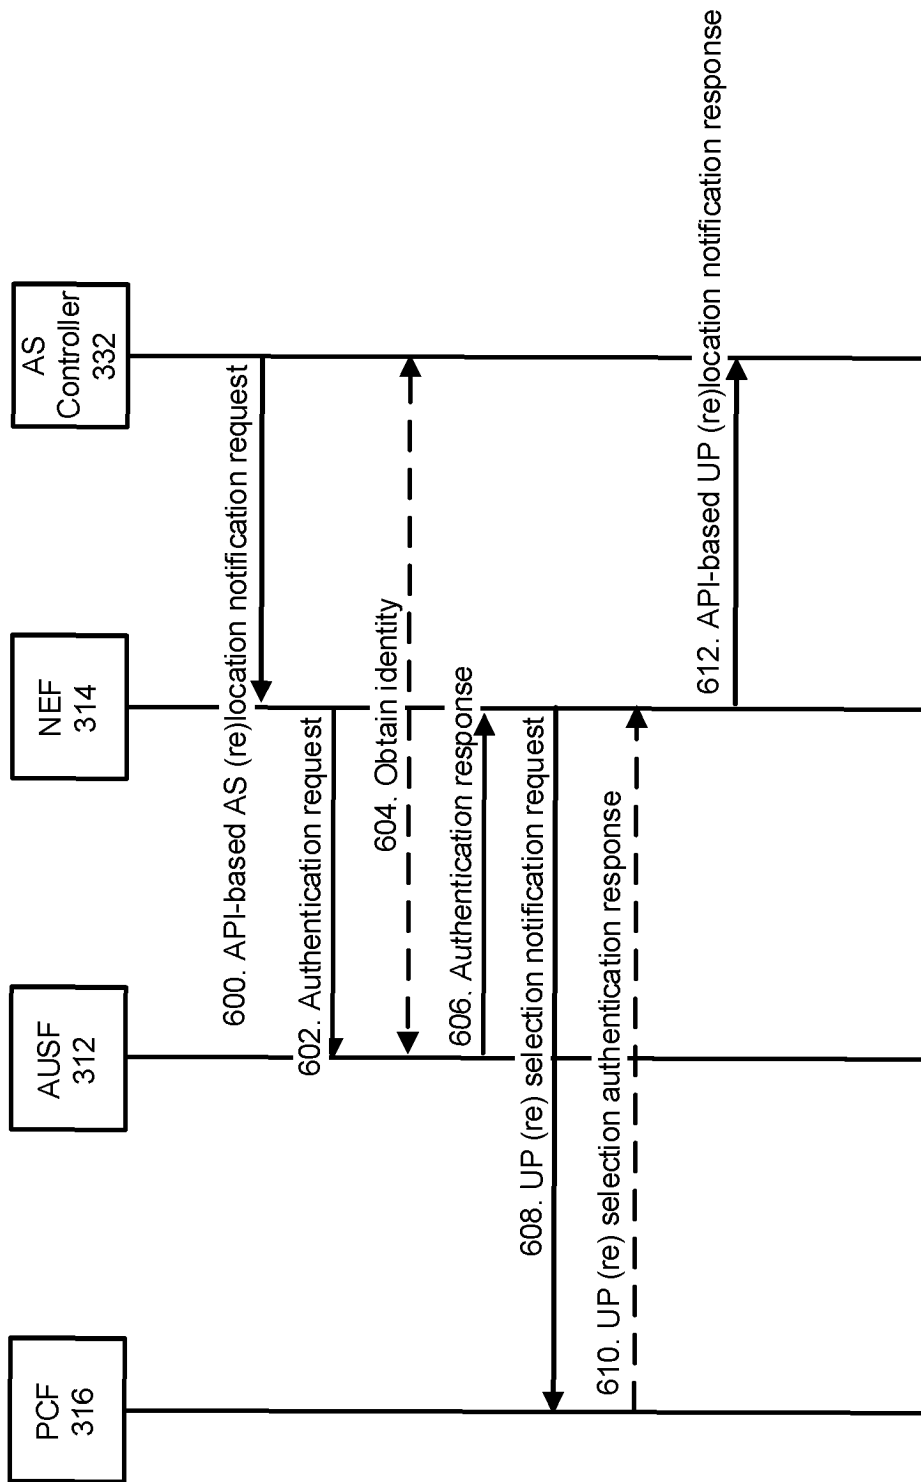 PCF
316
AUSF
312
NEF
314
AS
Controller
332
600. API-based AS (re)location notification request
602. Authentication request
604. Obtain identity
606. Authentication response
608. UP (re) selection notification request
610. UP (re) selection authentication response
612. API-based UP (re)location notification response